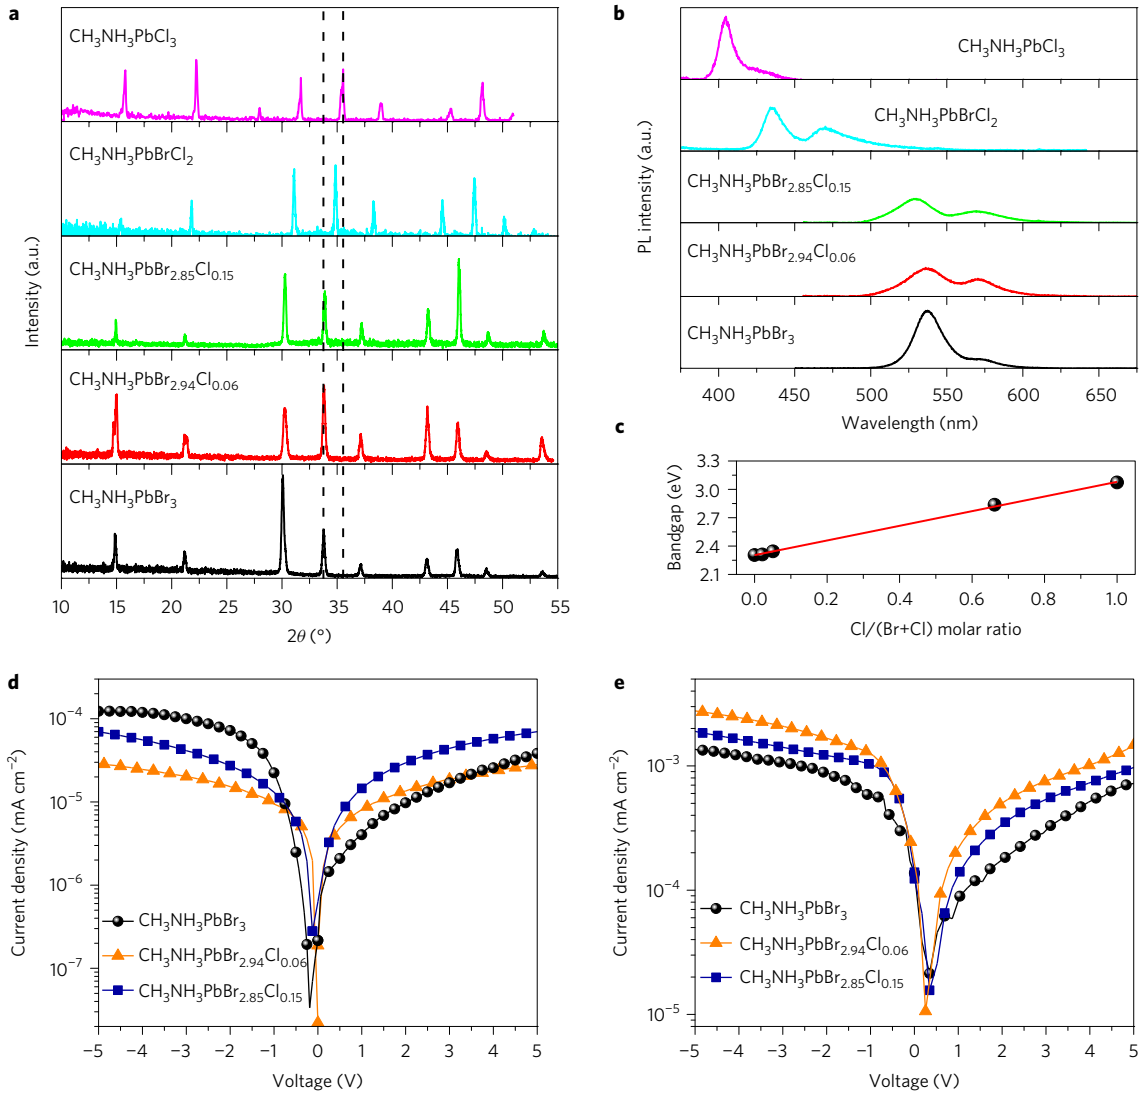 a
CH3NH3PbCl3
CH3NH3PbBrCl2
CH3NH3PbBr2.85Cl0.15
CH3NH3PbBr2.94Cl0.06
CH3NH3PbBr3
Intensity (a.u.)
10 15 20 25 30 35 40 45 50 55
2θ (°)
b
CH3NH3PbCl3
CH3NH3PbBrCl2
CH3NH3PbBr2.85Cl0.15
CH3NH3PbBr2.94Cl0.06
CH3NH3PbBr3
PL intensity (a.u.)
400 450 500 550 600 650
Wavelength (nm)
c
3.3
3.0
2.7
2.4
2.1
Bandgap (eV)
0.0 0.2 0.4 0.6 0.8 1.0
Cl/(Br+Cl) molar ratio
d
10−4
10−5
10−6
10−7
Current density (mA cm−2)
CH3NH3PbBr3
CH3NH3PbBr2.94Cl0.06
CH3NH3PbBr2.85Cl0.15
−5 −4 −3 −2 −1 0 1 2 3 4 5
Voltage (V)
e
10−3
10−4
10−5
Current density (mA cm−2)
CH3NH3PbBr3
CH3NH3PbBr2.94Cl0.06
CH3NH3PbBr2.85Cl0.15
−5 −4 −3 −2 −1 0 1 2 3 4 5
Voltage (V)